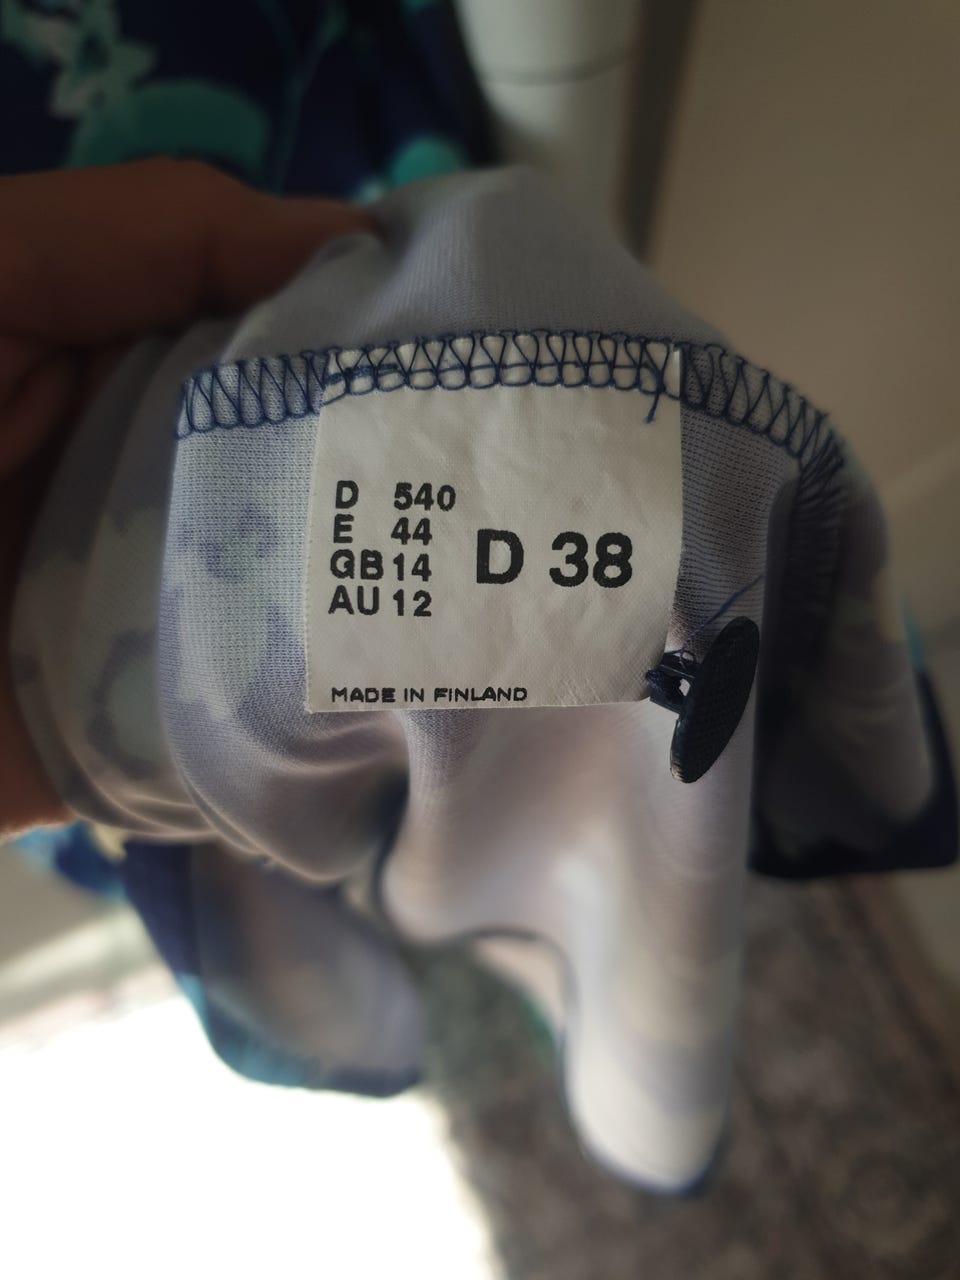 D 540
E 44
GB 14
AU 12
D 38
MADE IN FINLAND